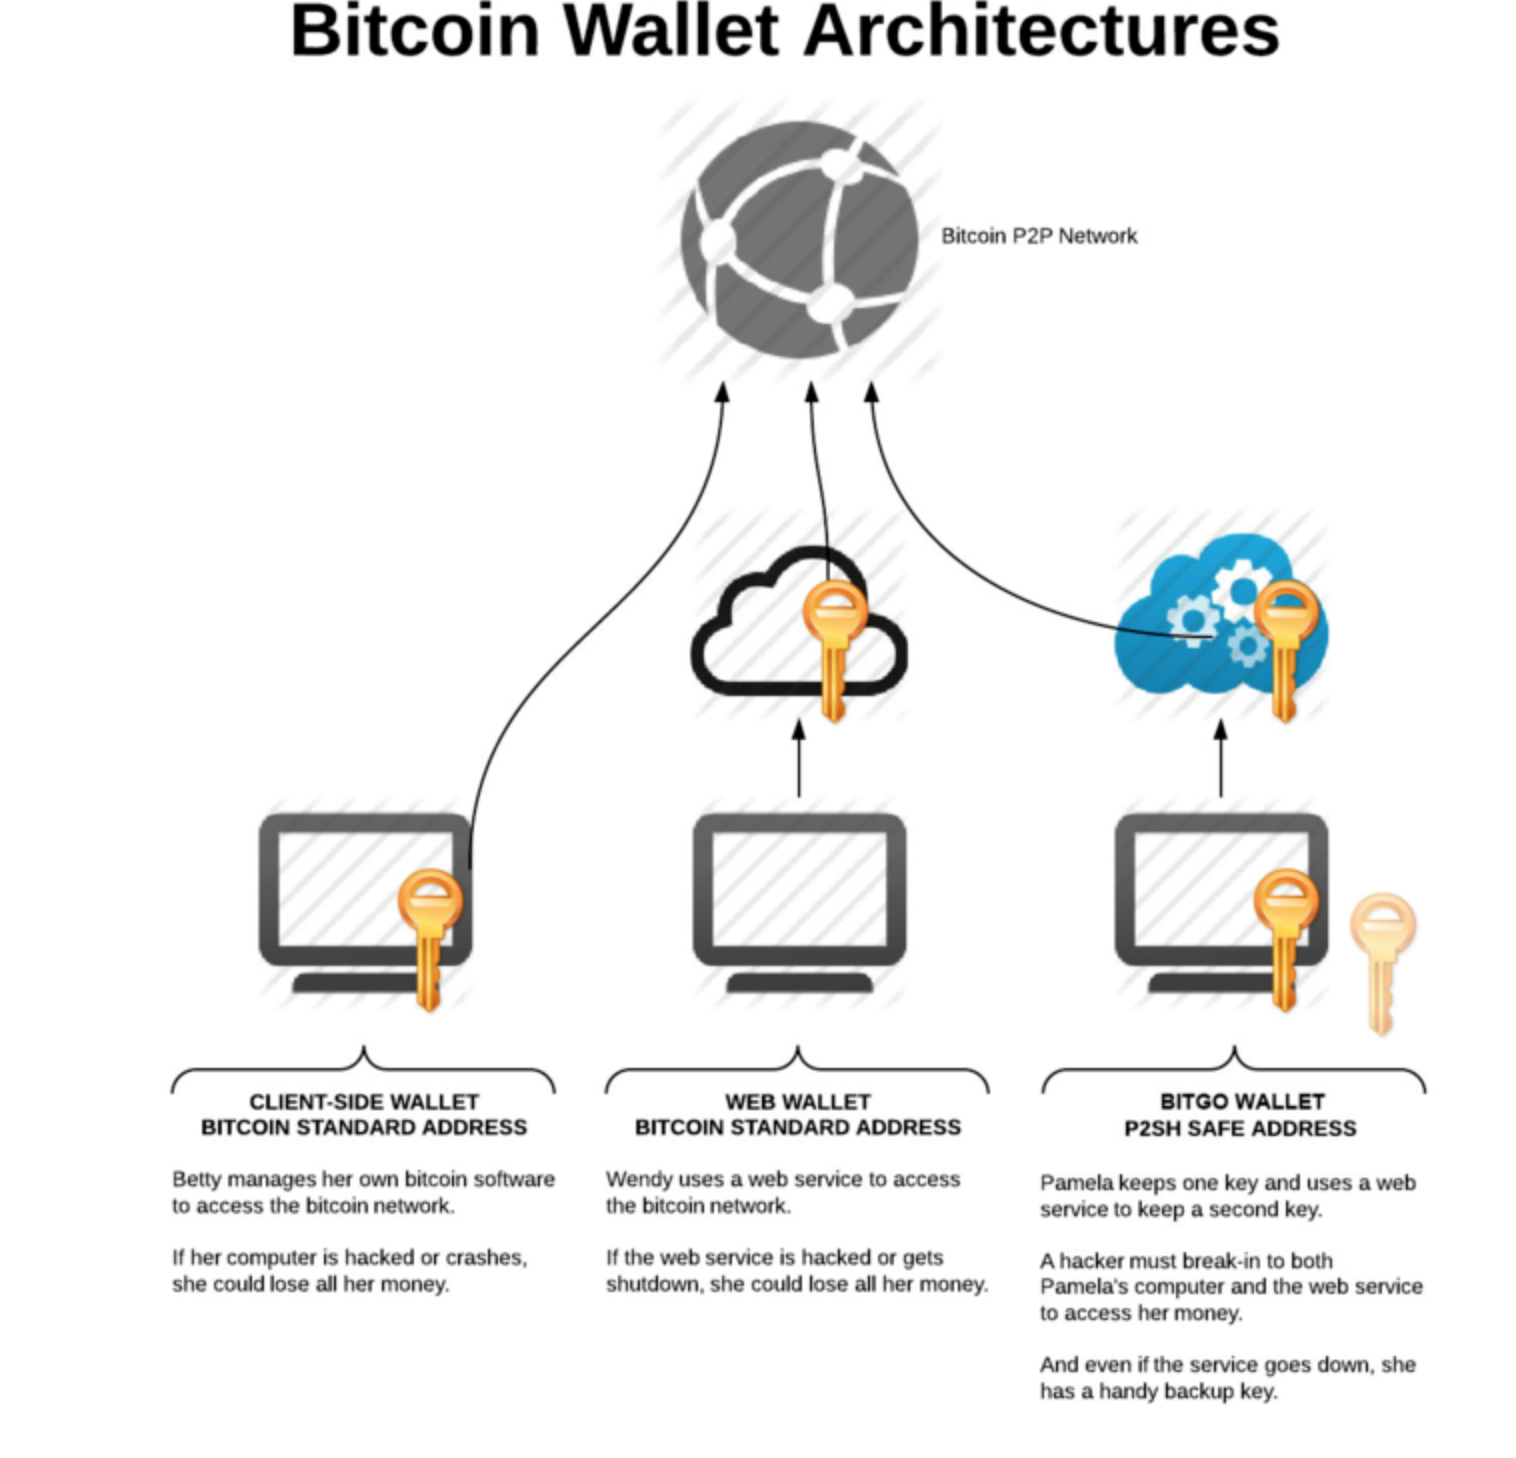 Bitcoin Wallet Architectures
Bitcoin P2P Network
CLIENT-SIDE WALLET
BITCOIN STANDARD ADDRESS
Betty manages her own bitcoin software
to access the bitcoin network.
If her computer is hacked or crashes,
she could lose all her money.
WEB WALLET
BITCOIN STANDARD ADDRESS
Wendy uses a web service to access
the bitcoin network.
If the web service is hacked or gets
shutdown, she could lose all her money.
BITGO WALLET
P2SH SAFE ADDRESS
Pamela keeps one key and uses a web
service to keep a second key.
A hacker must break-in to both
Pamela's computer and the web service
to access her money.
And even if the service goes down, she
has a handy backup key.